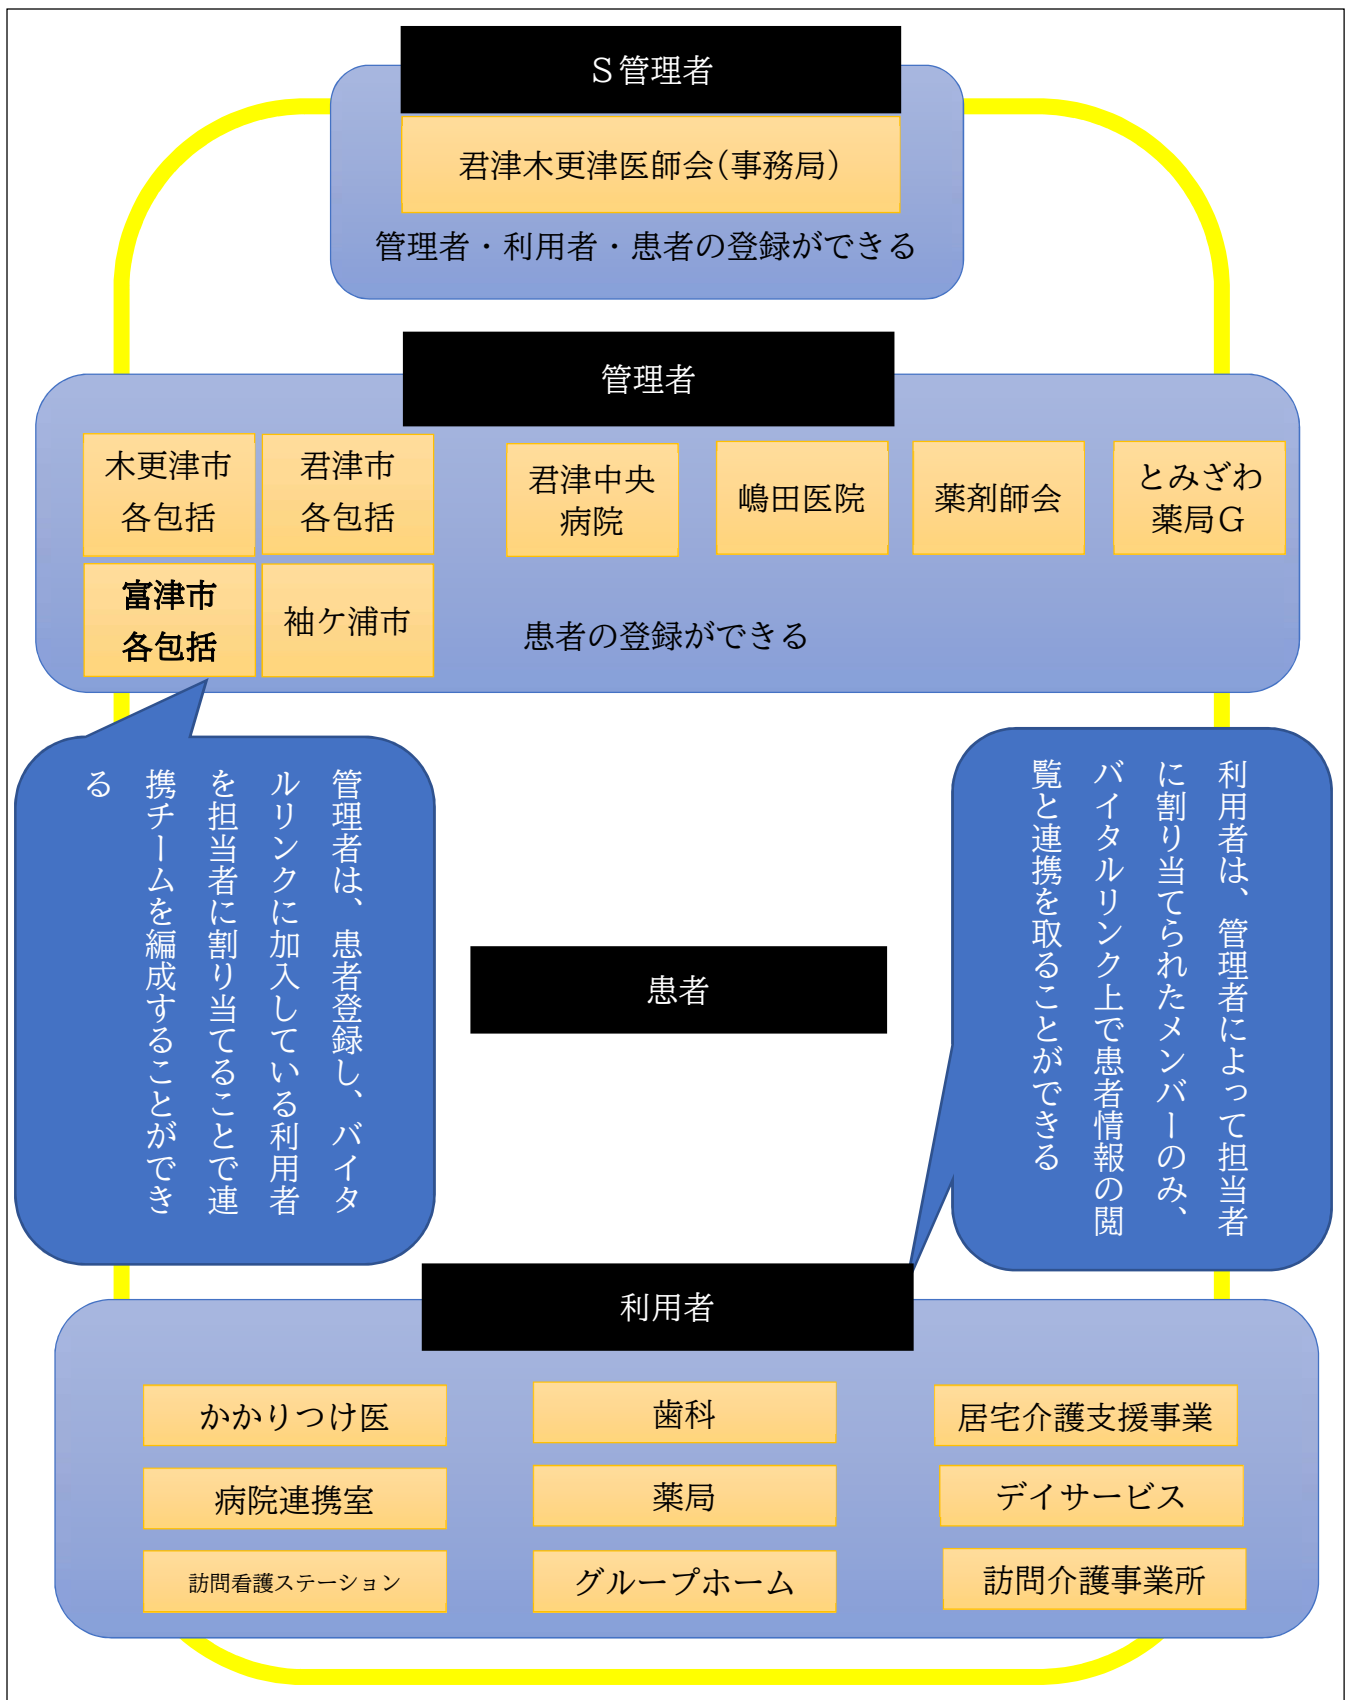 S管理者
君津木更津医師会(事務局)
管理者・利用者・患者の登録ができる
管理者
木更津市
各包括
君津市
各包括
君津中央
病院
嶋田医院
薬剤師会
とみざわ
薬局G
富津市
各包括
袖ケ浦市
患者の登録ができる
管理者は、患者登録し、バイタ
ルリンクに加入している利用者
を担当者に割り当てることで連
携チームを編成することができ
る
利用者は、管理者によって担当者
に割り当てられたメンバーのみ、
バイタルリンク上で患者情報の閲
覧と連携を取ることができる
患者
利用者
かかりつけ医
歯科
居宅介護支援事業
病院連携室
薬局
デイサービス
訪問看護ステーション
グループホーム
訪問介護事業所